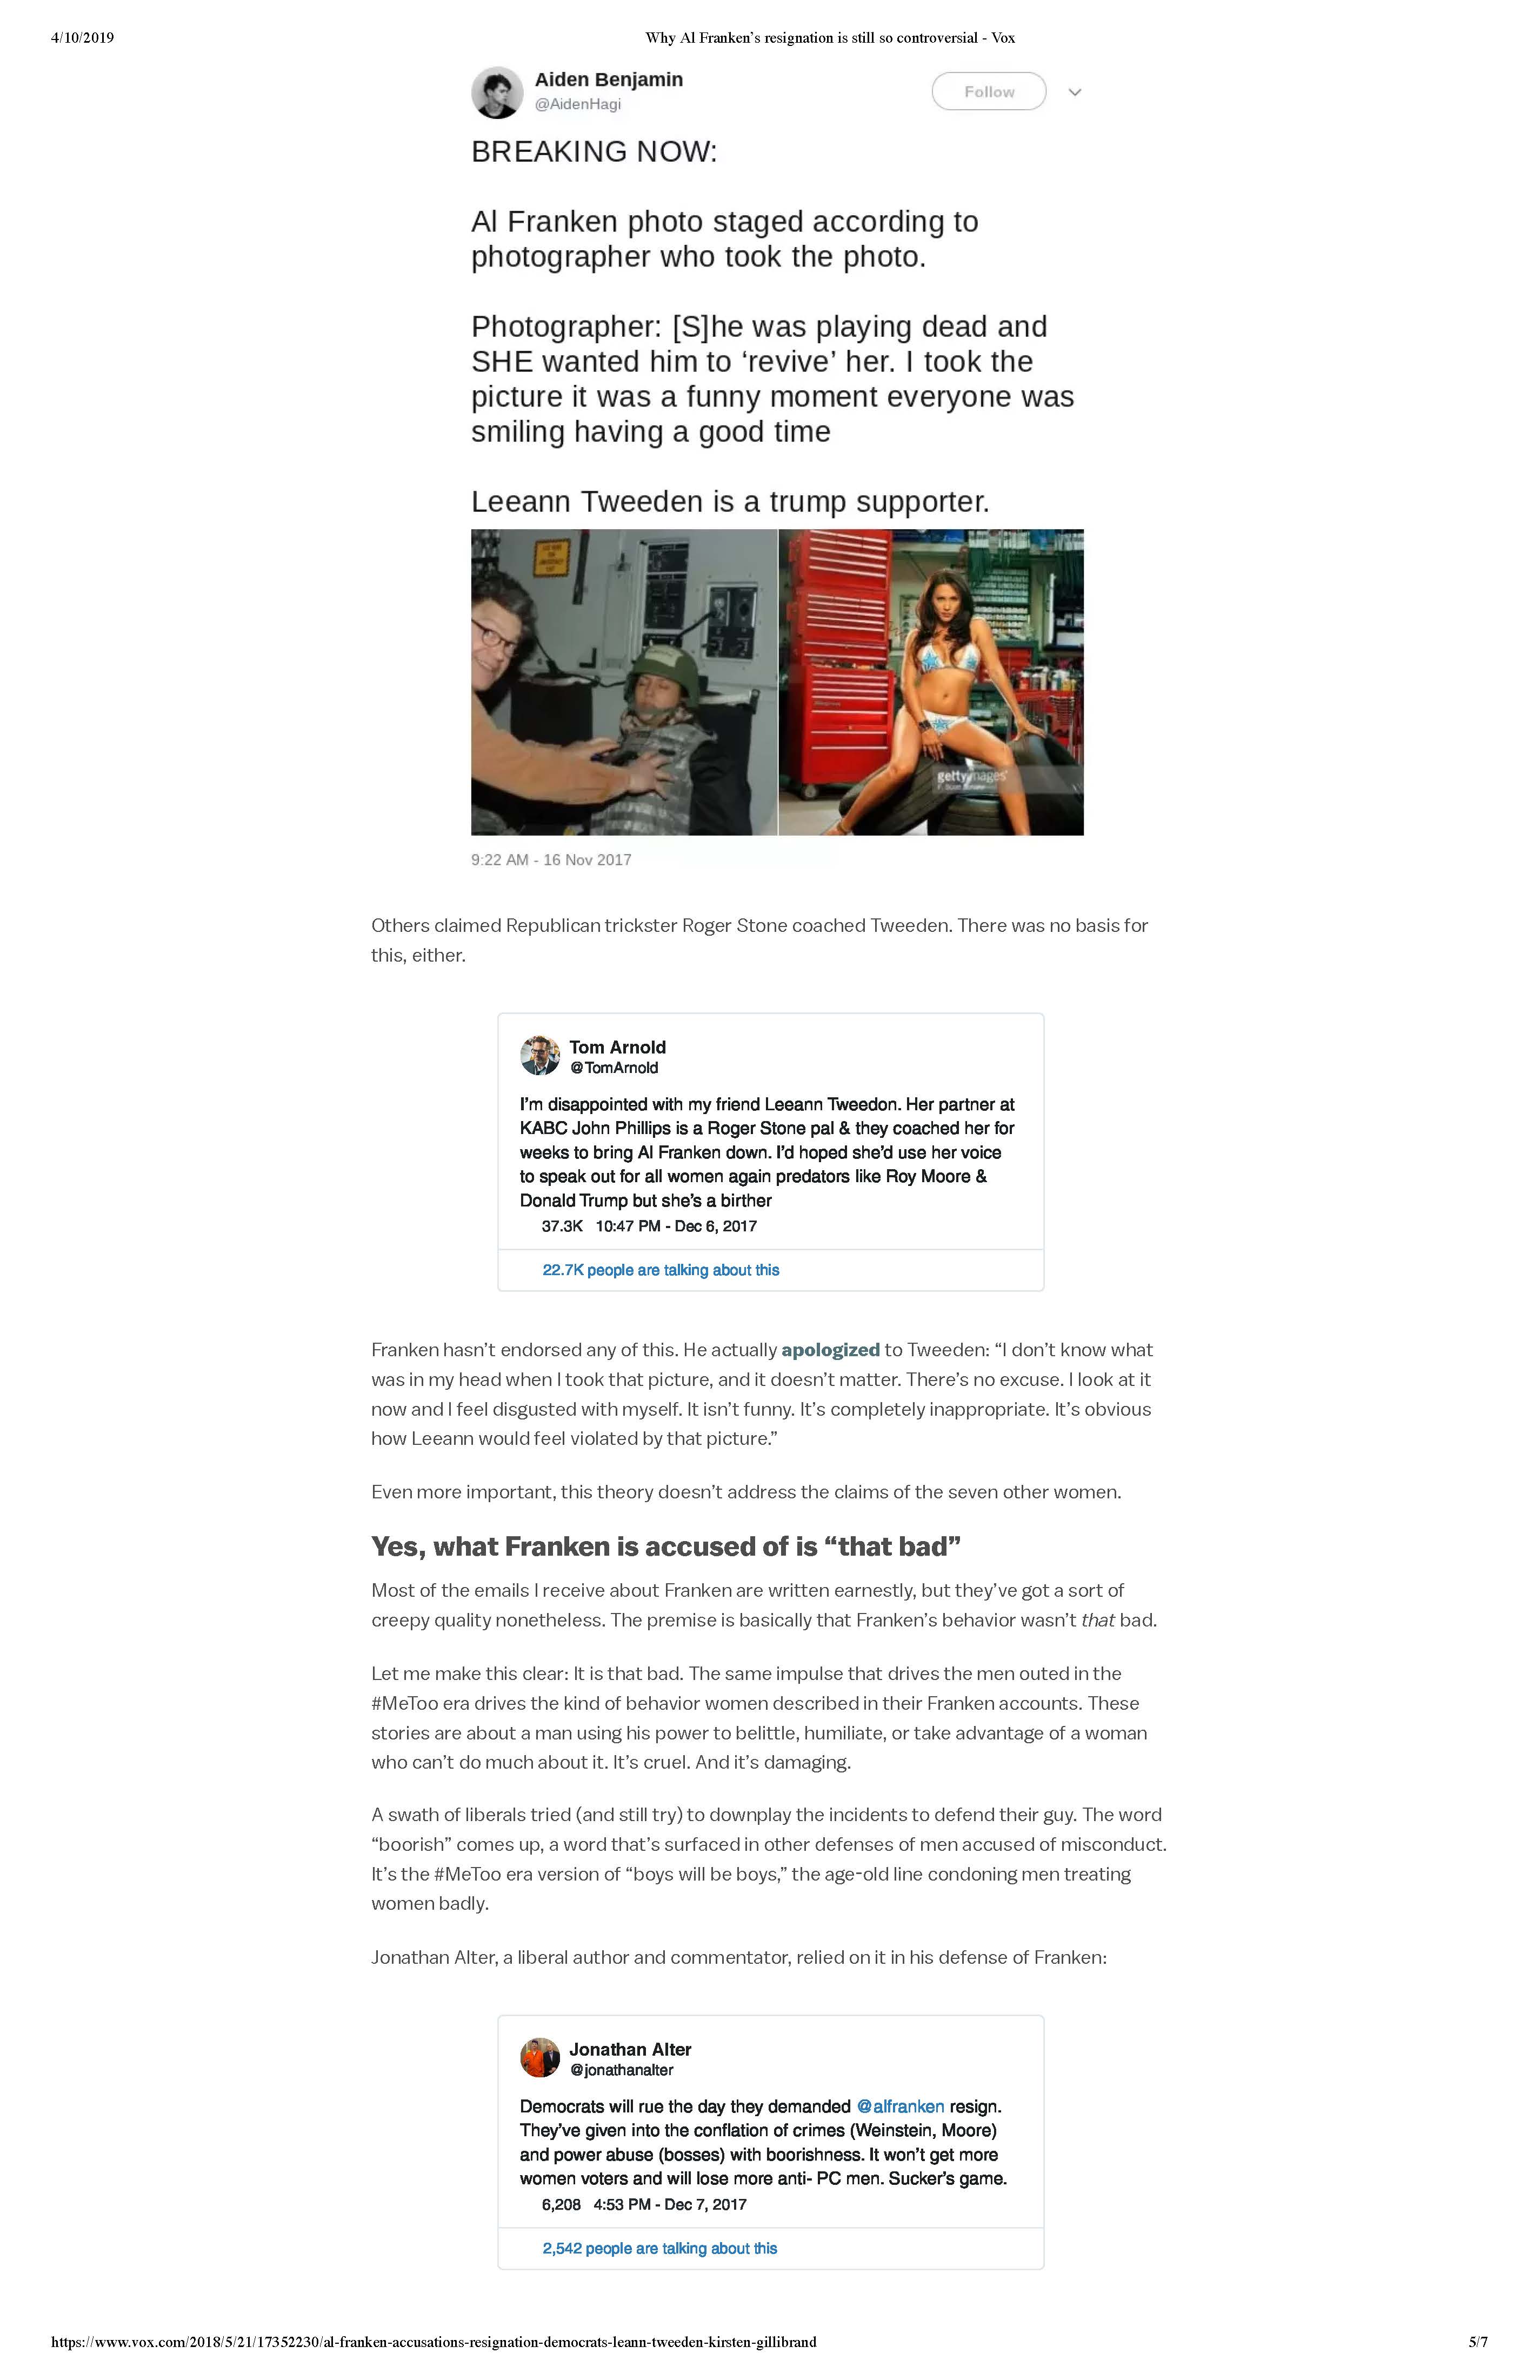 4/10/2019
Why Al Franken's resignation is still so controversial - Vox
Aiden Benjamin
@AidenHagi
Follow
BREAKING NOW:
Al Franken photo staged according to
photographer who took the photo.
Photographer: [S]he was playing dead and
SHE wanted him to ‘revive’ her. I took the
picture it was a funny moment everyone was
smiling having a good time
Leeann Tweeden is a trump supporter.
gettyimages
9:22 AM - 16 Nov 2017
Others claimed Republican trickster Roger Stone coached Tweeden. There was no basis for
this, either.
Tom Arnold
@TomArnold
I’m disappointed with my friend Leeann Tweedon. Her partner at
KABC John Phillips is a Roger Stone pal & they coached her for
weeks to bring Al Franken down. I’d hoped she’d use her voice
to speak out for all women again predators like Roy Moore &
Donald Trump but she’s a birther
37.3K 10:47 PM - Dec 6, 2017
22.7K people are talking about this
Franken hasn’t endorsed any of this. He actually apologized to Tweeden: “I don’t know what
was in my head when I took that picture, and it doesn’t matter. There’s no excuse. I look at it
now and I feel disgusted with myself. It isn’t funny. It’s completely inappropriate. It’s obvious
how Leeann would feel violated by that picture.”
Even more important, this theory doesn’t address the claims of the seven other women.
Yes, what Franken is accused of is “that bad”
Most of the emails I receive about Franken are written earnestly, but they’ve got a sort of
creepy quality nonetheless. The premise is basically that Franken’s behavior wasn’t that bad.
Let me make this clear: It is that bad. The same impulse that drives the men outed in the
#MeToo era drives the kind of behavior women described in their Franken accounts. These
stories are about a man using his power to belittle, humiliate, or take advantage of a woman
who can’t do much about it. It’s cruel. And it’s damaging.
A swath of liberals tried (and still try) to downplay the incidents to defend their guy. The word
“boorish” comes up, a word that’s surfaced in other defenses of men accused of misconduct.
It’s the #MeToo era version of “boys will be boys,” the age-old line condoning men treating
women badly.
Jonathan Alter, a liberal author and commentator, relied on it in his defense of Franken:
Jonathan Alter
@jonathanalter
Democrats will rue the day they demanded @alfranken resign.
They’ve given into the conflation of crimes (Weinstein, Moore)
and power abuse (bosses) with boorishness. It won’t get more
women voters and will lose more anti- PC men. Sucker’s game.
6,208 4:53 PM - Dec 7, 2017
2,542 people are talking about this
https://www.vox.com/2018/5/21/17352230/al-franken-accusations-resignation-democrats-leann-tweeden-kirsten-gillibrand
5/7